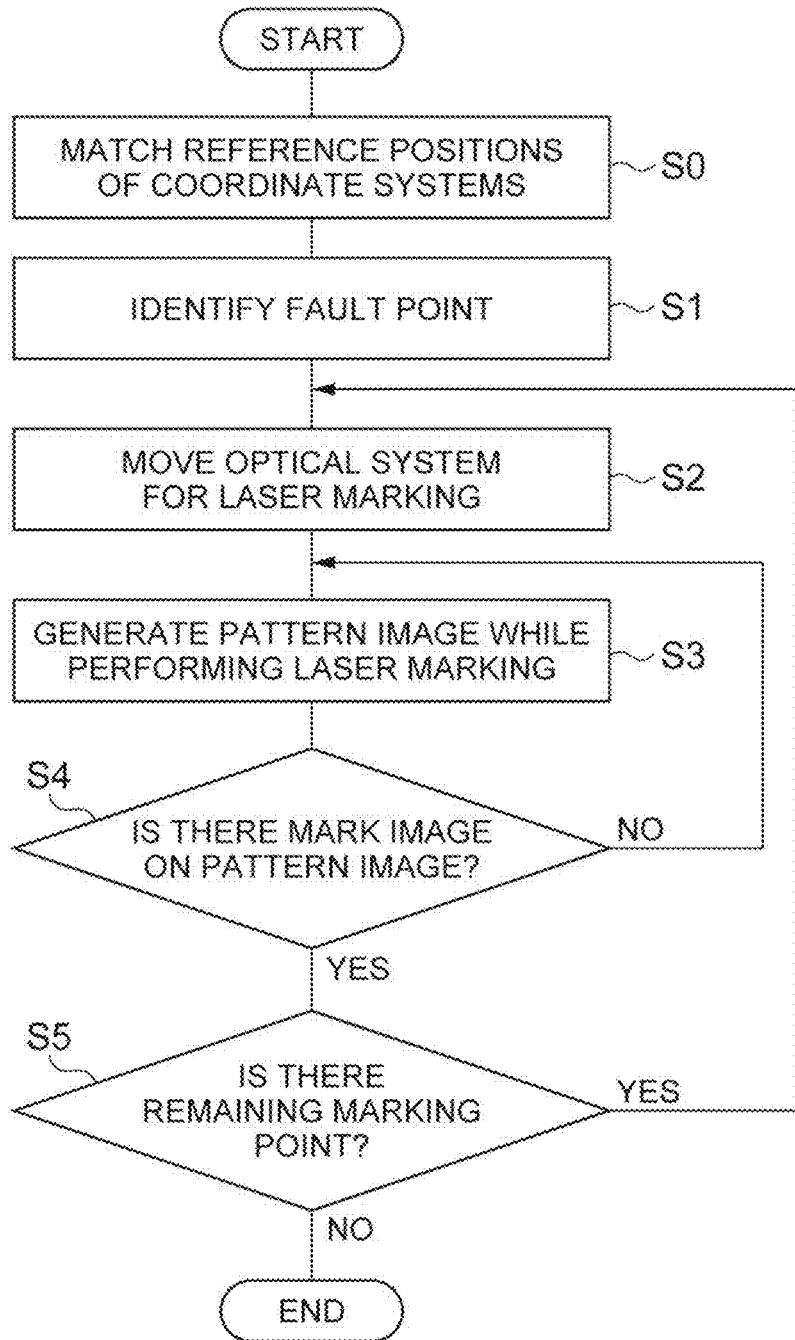 START
MATCH REFERENCE POSITIONS
OF COORDINATE SYSTEMS
S0
IDENTIFY FAULT POINT
S1
MOVE OPTICAL SYSTEM
FOR LASER MARKING
S2
GENERATE PATTERN IMAGE WHILE
PERFORMING LASER MARKING
S3
S4
IS THERE MARK IMAGE
ON PATTERN IMAGE?
NO
YES
S5
IS THERE
REMAINING MARKING
POINT?
YES
NO
END